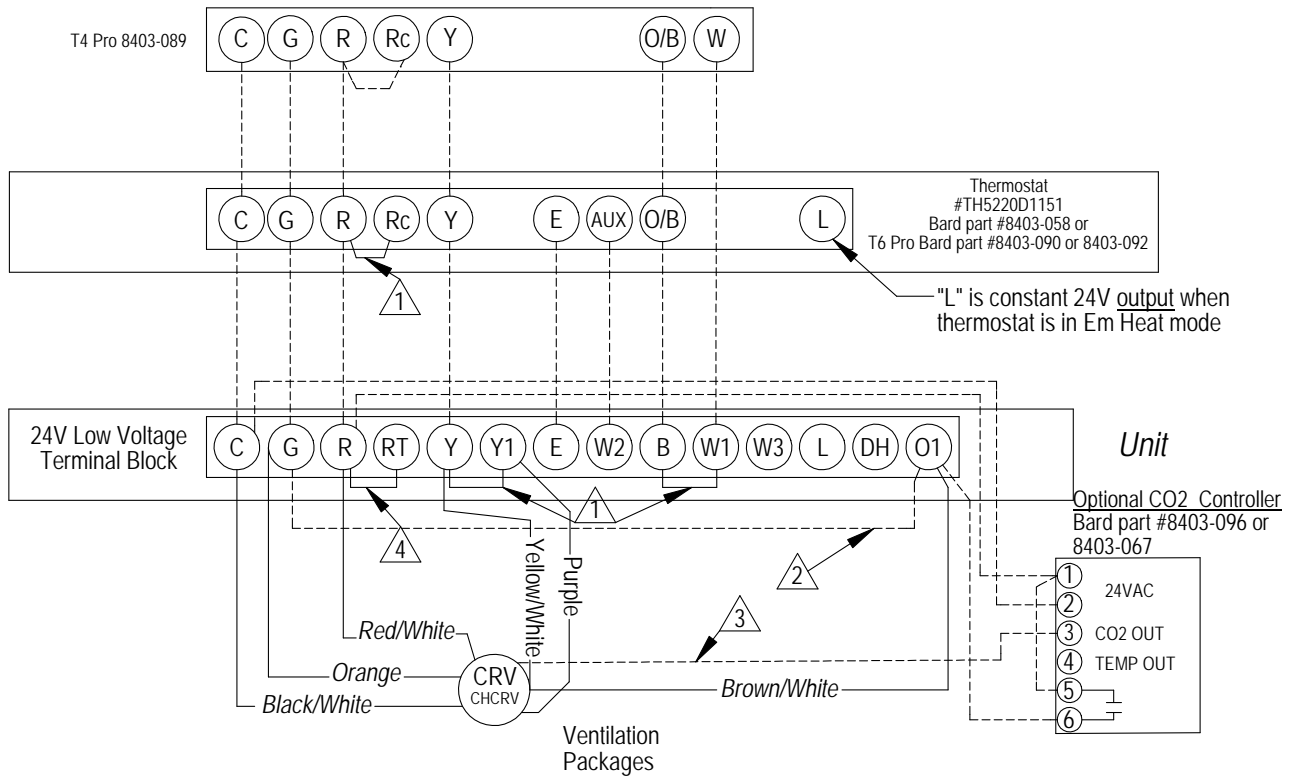 T4 Pro 8403-089
C G R Rc Y O/B W
Thermostat
#TH5220D1151
Bard part #8403-058 or
T6 Pro Bard part #8403-090 or 8403-092
C G R Rc Y E AUX O/B L
1
"L" is constant 24V output when
thermostat is in Em Heat mode
24V Low Voltage
Terminal Block
C G R RT Y Y1 E W2 B W1 W3 L DH O1
Unit
Optional CO2 Controller
Bard part #8403-096 or
8403-067
4
1
2
3
Yellow/White
Purple
1
24VAC
2
3 CO2 OUT
4 TEMP OUT
5
6
Red/White
Orange
Black/White
CRV
CHCRV
Brown/White
Ventilation
Packages